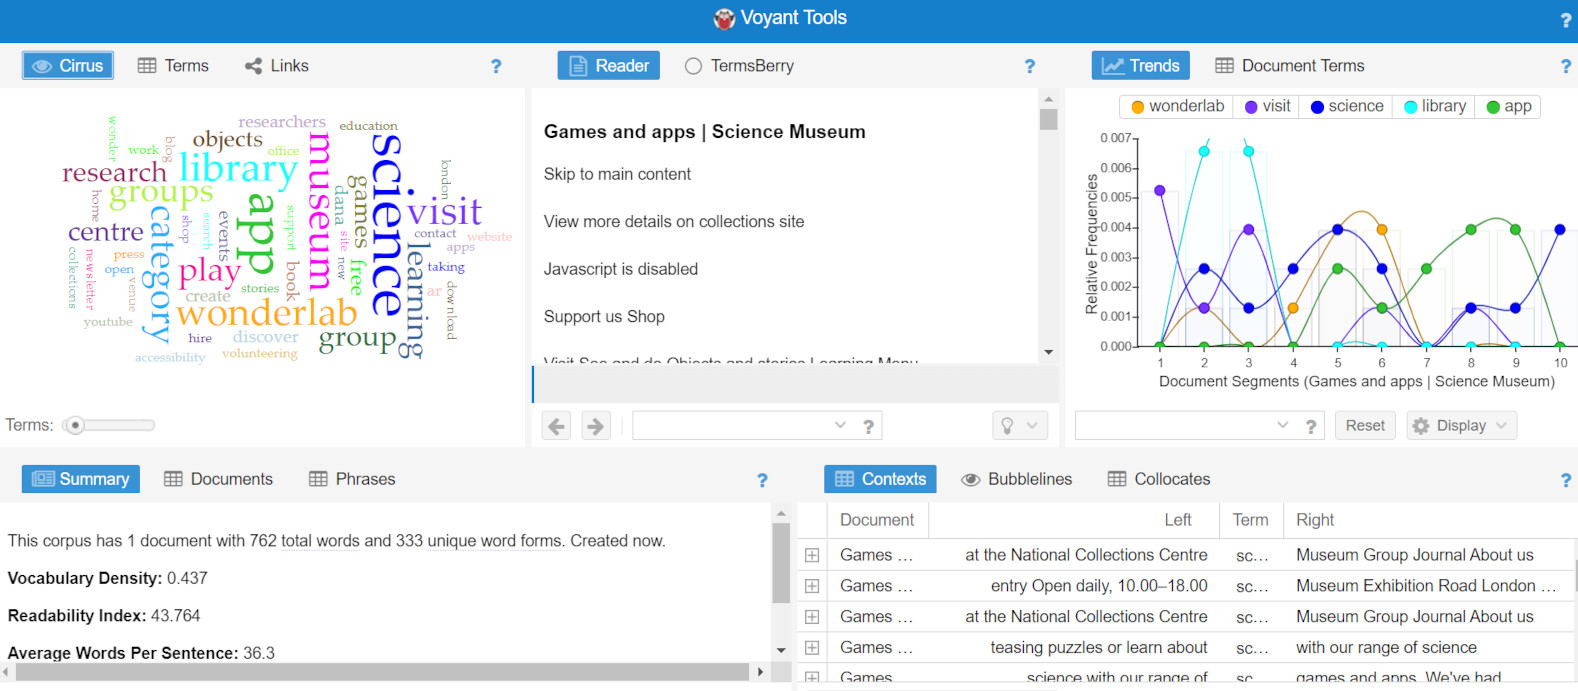 Voyant Tools
?
Cirrus Terms Links ?
researchers education
wonder blog objects
work office
research library museum science london
groups games
home category shop search events app support dana visit
centre site contact website
collections newsletter press new learning apps
open play book free taking
venue stories ar download
create
youtube wonderlab
hire discover group
accessibility volunteering
Terms:
Reader TermsBerry ?
Games and apps | Science Museum
Skip to main content
View more details on collections site
Javascript is disabled
Support us Shop
Visit See and do Objects and stories Learning Menu
?
Trends Document Terms ?
wonderlab visit science library app
0.007
0.006
0.005
0.004
0.003
0.002
0.001
0.000
Relative Frequencies
1 2 3 4 5 6 7 8 9 10
Document Segments (Games and apps | Science Museum)
? Reset Display
Summary Documents Phrases ?
This corpus has 1 document with 762 total words and 333 unique word forms. Created now.
Vocabulary Density: 0.437
Readability Index: 43.764
Average Words Per Sentence: 36.3
Contexts Bubblelines Collocates ?
Document Left Term Right
Games … at the National Collections Centre sc… Museum Group Journal About us
Games … entry Open daily, 10.00–18.00 sc… Museum Exhibition Road London …
Games … at the National Collections Centre sc… Museum Group Journal About us
Games … teasing puzzles or learn about sc… with our range of science
Games science with our range of sc games and apps. We've had